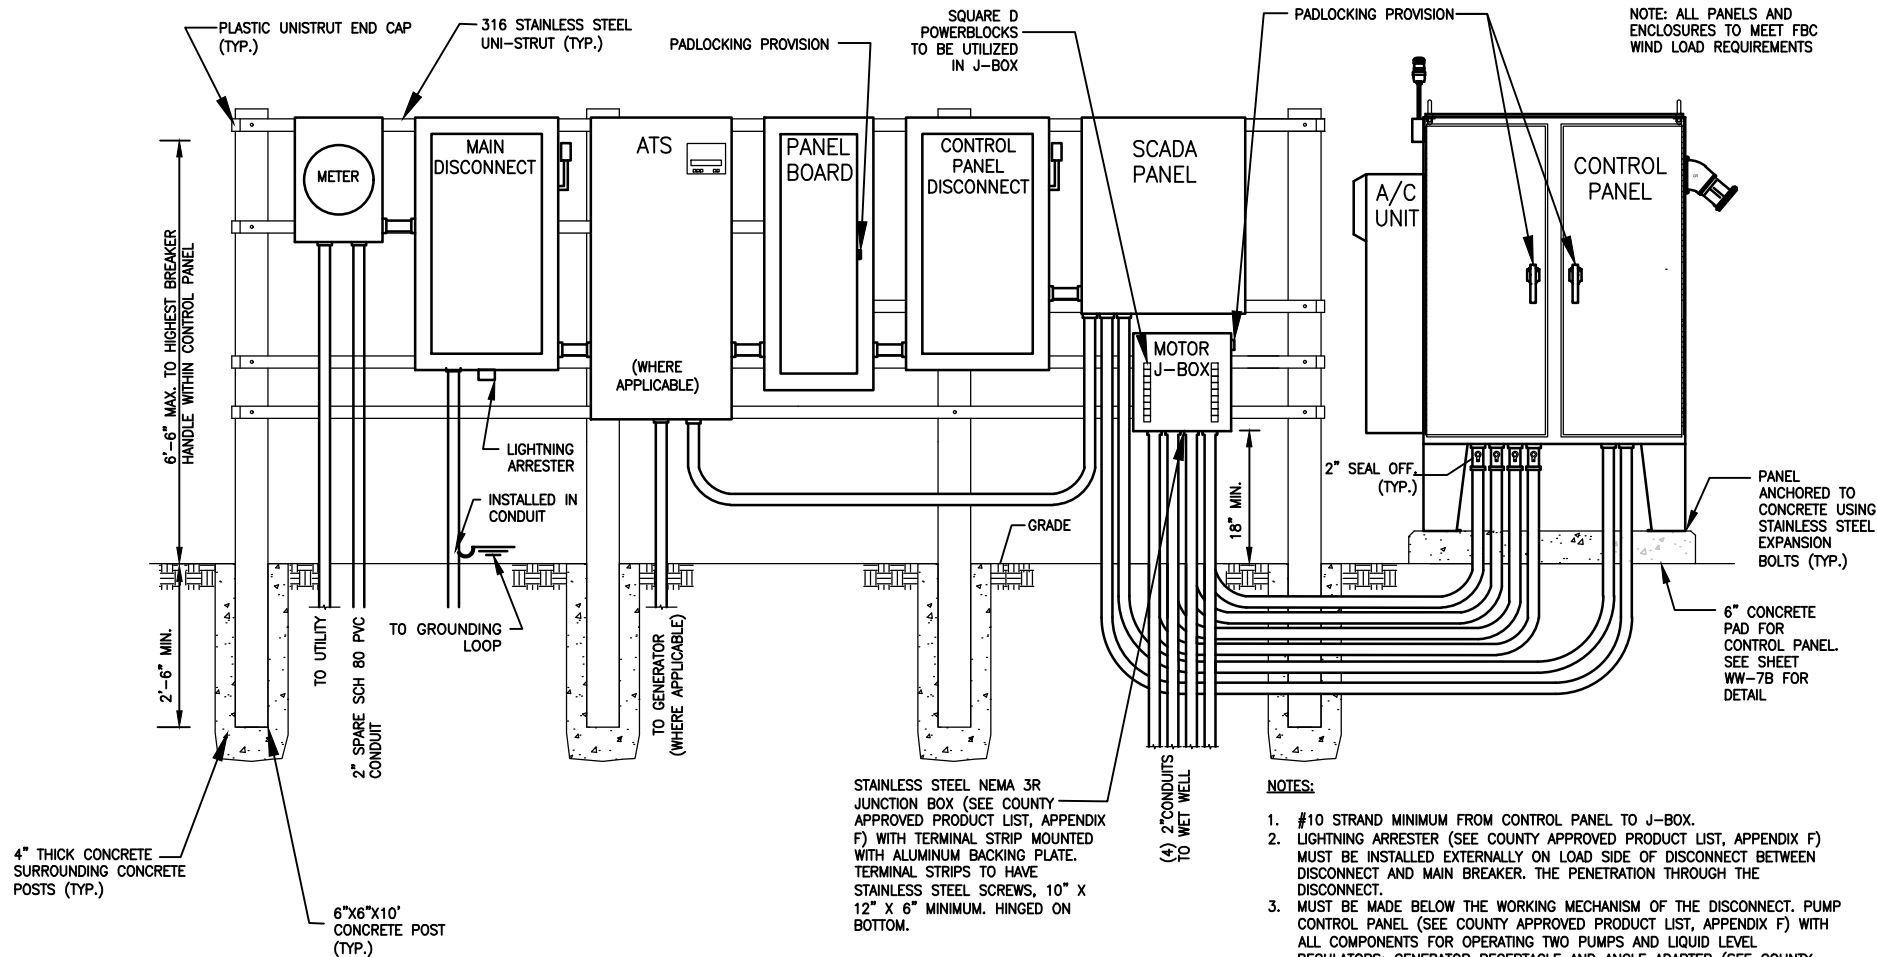 PLASTIC UNISTRUT END CAP
(TYP.)
316 STAINLESS STEEL
UNI-STRUT (TYP.)
PADLOCKING PROVISION
SQUARE D
POWERBLOCKS
TO BE UTILIZED
IN J-BOX
PADLOCKING PROVISION
NOTE: ALL PANELS AND
ENCLOSURES TO MEET FBC
WIND LOAD REQUIREMENTS
METER
MAIN
DISCONNECT
ATS
(WHERE
APPLICABLE)
PANEL
BOARD
CONTROL
PANEL
DISCONNECT
SCADA
PANEL
MOTOR
J-BOX
A/C
UNIT
CONTROL
PANEL
6'-6" MAX. TO HIGHEST BREAKER
HANDLE WITHIN CONTROL PANEL
2'-6" MIN.
LIGHTNING
ARRESTER
INSTALLED IN
CONDUIT
GRADE
18" MIN.
2" SEAL OFF.
(TYP.)
PANEL
ANCHORED TO
CONCRETE USING
STAINLESS STEEL
EXPANSION
BOLTS (TYP.)
TO UTILITY
2" SPARE SCH 80 PVC
CONDUIT
TO GROUNDING
LOOP
TO GENERATOR
(WHERE APPLICABLE)
6" CONCRETE
PAD FOR
CONTROL PANEL.
SEE SHEET
WW-7B FOR
DETAIL
4" THICK CONCRETE
SURROUNDING CONCRETE
POSTS (TYP.)
6"X6"X10'
CONCRETE POST
(TYP.)
STAINLESS STEEL NEMA 3R
JUNCTION BOX (SEE COUNTY
APPROVED PRODUCT LIST, APPENDIX
F) WITH TERMINAL STRIP MOUNTED
WITH ALUMINUM BACKING PLATE.
TERMINAL STRIPS TO HAVE
STAINLESS STEEL SCREWS, 10" X
12" X 6" MINIMUM. HINGED ON
BOTTOM.
(4) 2"CONDUITS
TO WET WELL
NOTES:
1. #10 STRAND MINIMUM FROM CONTROL PANEL TO J-BOX.
2. LIGHTNING ARRESTER (SEE COUNTY APPROVED PRODUCT LIST, APPENDIX F)
MUST BE INSTALLED EXTERNALLY ON LOAD SIDE OF DISCONNECT BETWEEN
DISCONNECT AND MAIN BREAKER. THE PENETRATION THROUGH THE
DISCONNECT.
3. MUST BE MADE BELOW THE WORKING MECHANISM OF THE DISCONNECT. PUMP
CONTROL PANEL (SEE COUNTY APPROVED PRODUCT LIST, APPENDIX F) WITH
ALL COMPONENTS FOR OPERATING TWO PUMPS AND LIQUID LEVEL
REGULATORS; GENERATOR RECEPTACLE AND ANGLE ADAPTER (SEE COUNTY